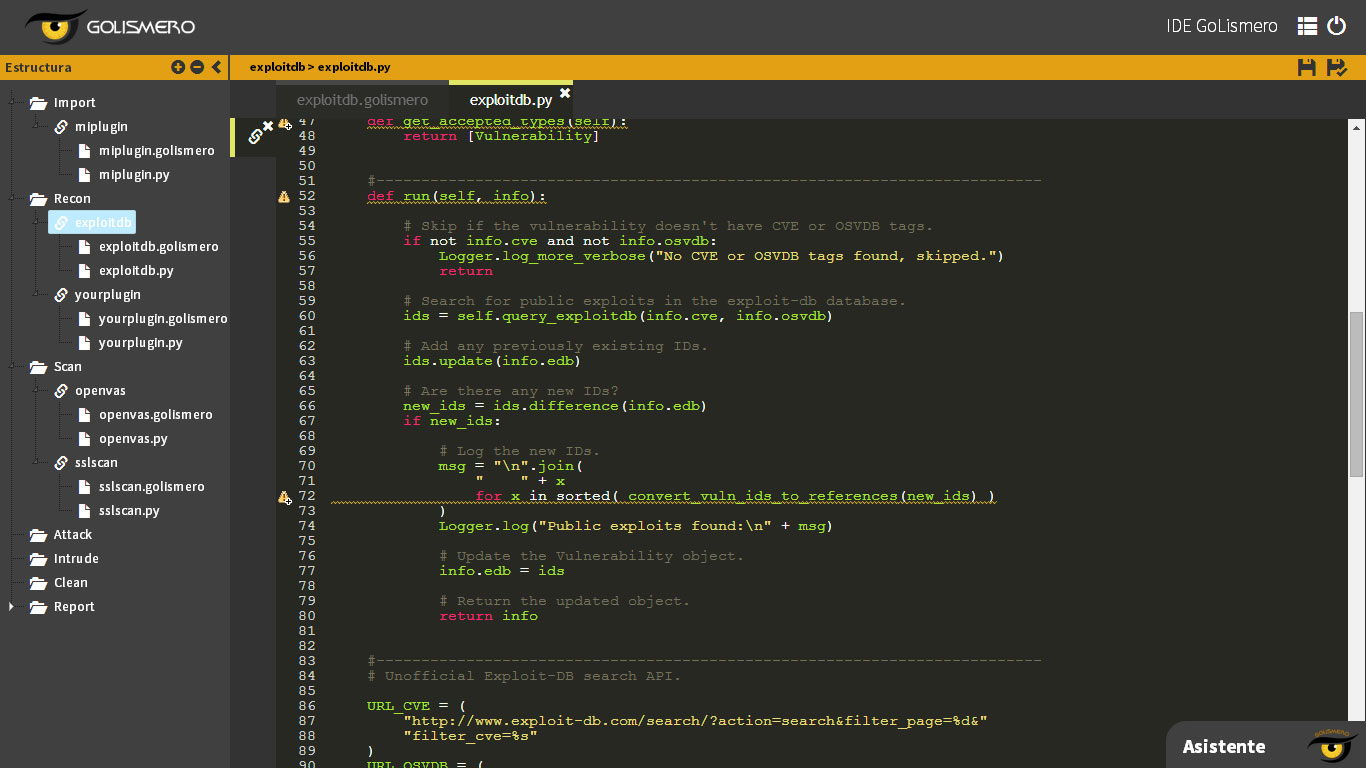 GOLISMERO
IDE GoLismero
Estructura
exploitdb> exploitdb.py
Import
miplugin
miplugin.golismero
miplugin.py
Recon
exploitdb
exploitdb.golismero
exploitdb.py
yourplugin
yourplugin.golismero
yourplugin.py
Scan
openvas
openvas.golismero
openvas.py
sslscan
sslscan.golismero
sslscan.py
Attack
Intrude
Clean
Report
exploitdb.golismero
exploitdb.py
47 def get_accepted_types(self):
48 return [Vulnerability]
49
50
51 #--------------------------------------------------------------------------
52 def run(self, info):
53
54 # Skip if the vulnerability doesn't have CVE or OSVDB tags.
55 if not info.cve and not info.osvdb:
56 Logger.log_more_verbose("No CVE or OSVDB tags found, skipped.")
57 return
58
59 # Search for public exploits in the exploit-db database.
60 ids = self.query_exploitdb(info.cve, info.osvdb)
61
62 # Add any previously existing IDs.
63 ids.update(info.edb)
64
65 # Are there any new IDs?
66 new_ids = ids.difference(info.edb)
67 if new_ids:
68
69 # Log the new IDs.
70 msg = "\n".join(
71 "    " + x
72 for x in sorted( convert_vuln_ids_to_references(new_ids) )
73 )
74 Logger.log("Public exploits found:\n" + msg)
75
76 # Update the Vulnerability object.
77 info.edb = ids
78
79 # Return the updated object.
80 return info
81
82
83 #--------------------------------------------------------------------------
84 # Unofficial Exploit-DB search API.
85
86 URL_CVE = (
87 "http://www.exploit-db.com/search/?action=search&filter_page=%d&"
88 "filter_cve=%s"
89 )
90 URL_OSVDB = (
Asistente
GOLISMERO